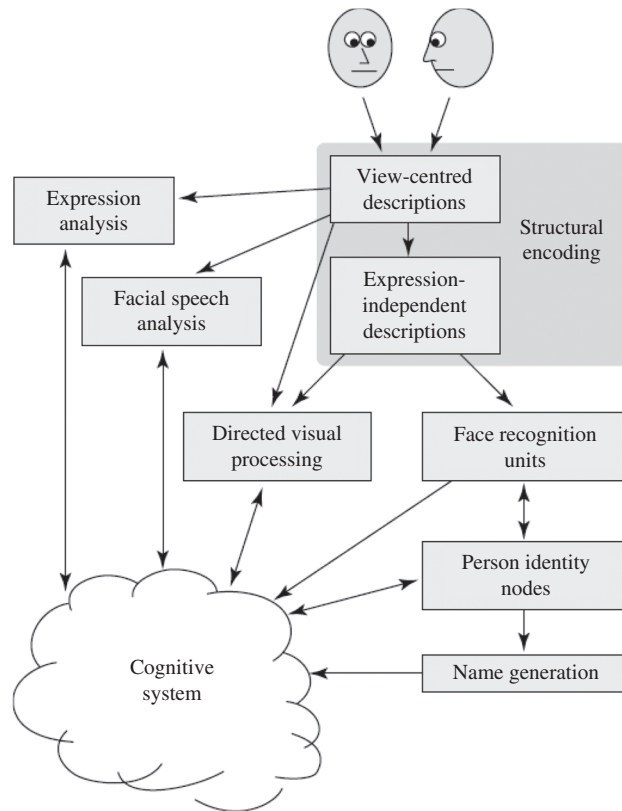 View-centred
descriptions
Expression
analysis
Structural
encoding
Expression-
independent
descriptions
Facial speech
analysis
Directed visual
processing
Face recognition
units
Person identity
nodes
Cognitive
system
Name generation